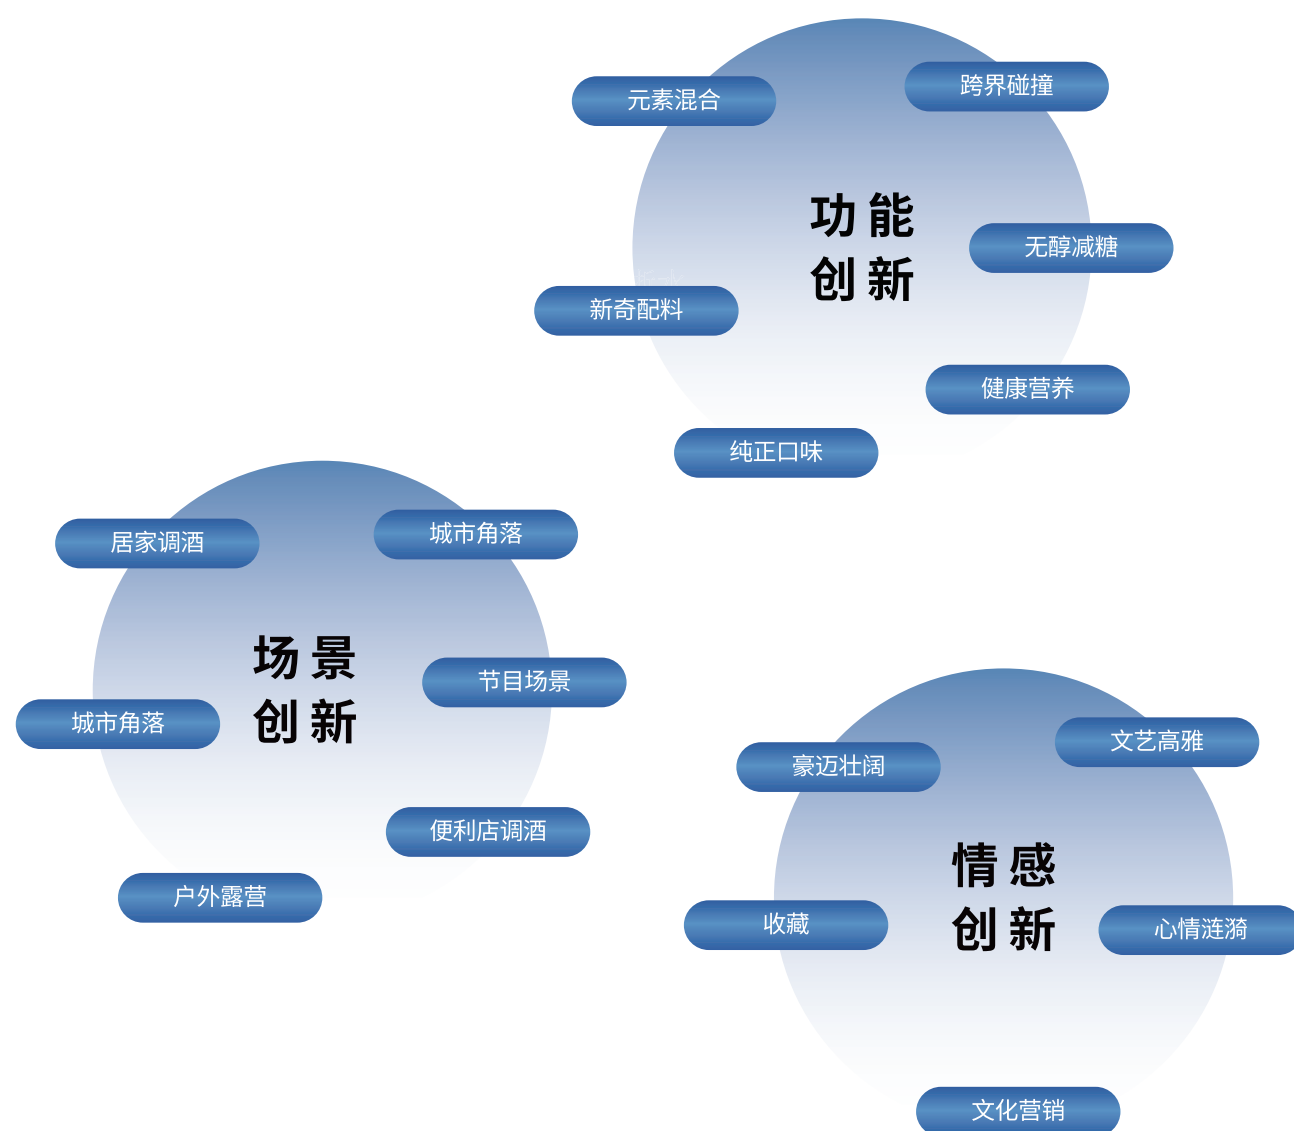 元素混合
跨界碰撞
功能
创新
无醇减糖
新奇配料
健康营养
纯正口味
居家调酒
城市角落
场景
创新
节目场景
城市角落
便利店调酒
户外露营
豪迈壮阔
文艺高雅
情感
创新
收藏
心情涟漪
文化营销